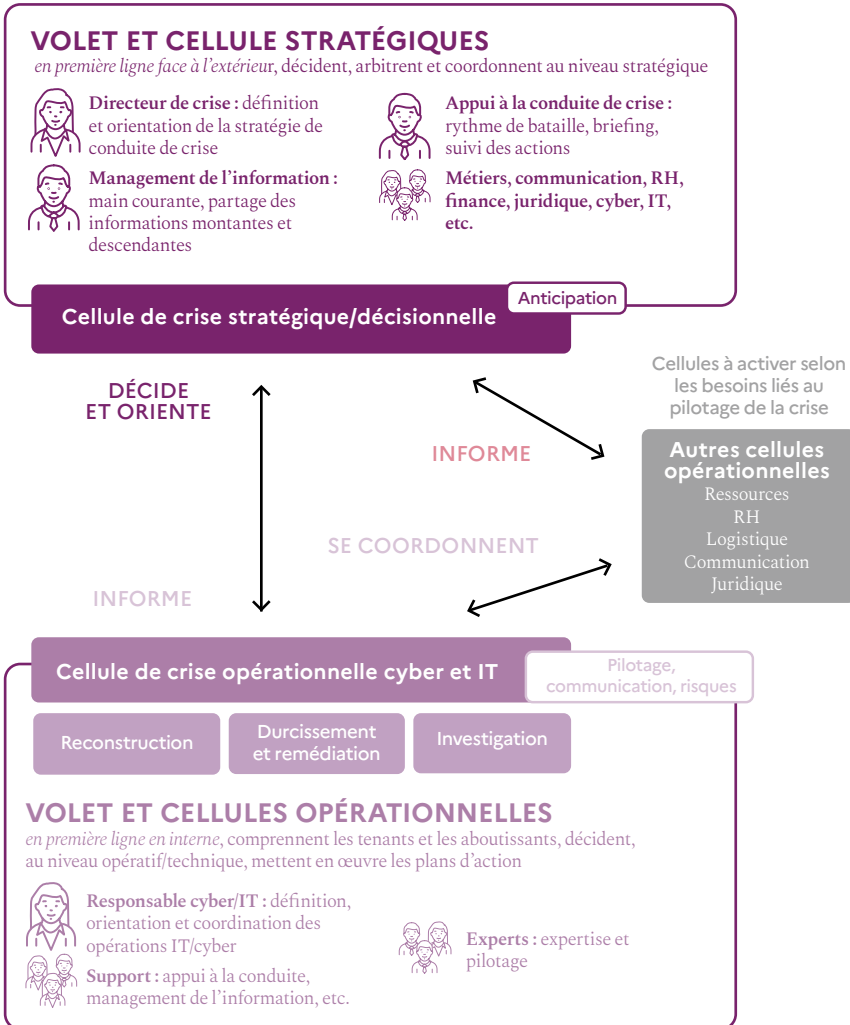 VOLET ET CELLULE STRATÉGIQUES
en première ligne face à l'extérieur, décident, arbitrent et coordonnent au niveau stratégique
Directeur de crise : définition
et orientation de la stratégie de
conduite de crise
Management de l'information :
main courante, partage des
informations montantes et
descendantes
Appui à la conduite de crise :
rythme de bataille, briefing,
suivi des actions
Métiers, communication, RH,
finance, juridique, cyber, IT,
etc.
Anticipation
Cellule de crise stratégique/décisionnelle
DÉCIDE
ET ORIENTE
INFORME
Cellules à activer selon
les besoins liés au
pilotage de la crise
Autres cellules
opérationnelles
Ressources
RH
Logistique
Communication
Juridique
SE COORDONNENT
INFORME
Cellule de crise opérationnelle cyber et IT
Pilotage,
communication, risques
Reconstruction
Durcissement
et remédiation
Investigation
VOLET ET CELLULES OPÉRATIONNELLES
en première ligne en interne, comprennent les tenants et les aboutissants, décident,
au niveau opératif/technique, mettent en œuvre les plans d'action
Responsable cyber/IT : définition,
orientation et coordination des
opérations IT/cyber
Support : appui à la conduite,
management de l'information, etc.
Experts : expertise et
pilotage